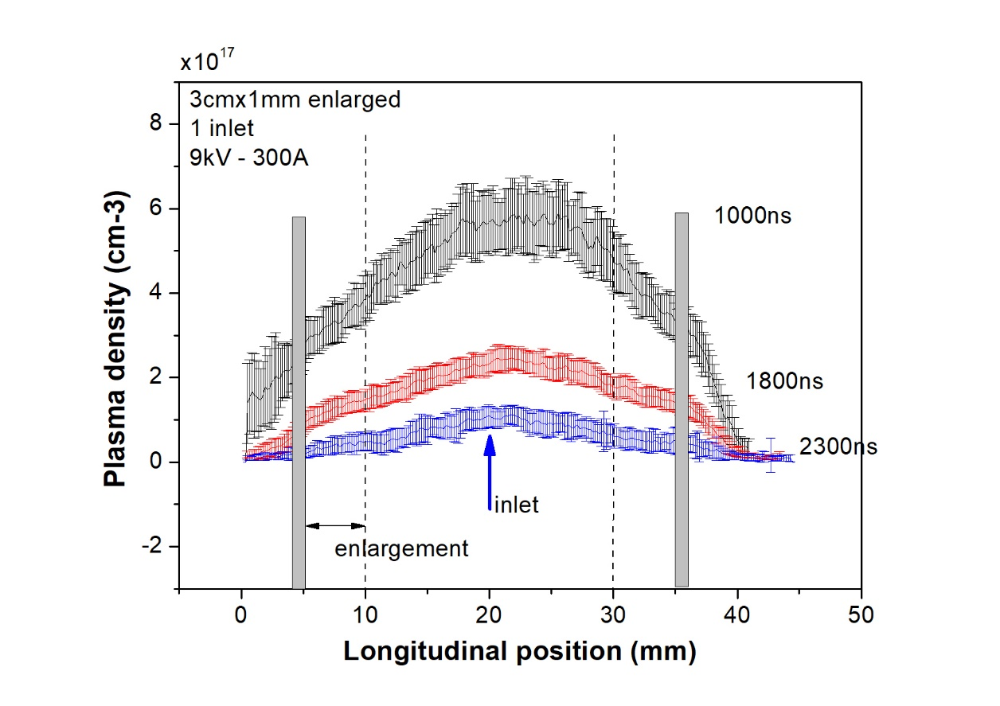 x10^17
3cmx1mm enlarged
1 inlet
9kV - 300A
8
6
4
2
0
-2
1000ns
1800ns
2300ns
inlet
enlargement
0 10 20 30 40 50
Longitudinal position (mm)
Plasma density (cm-3)